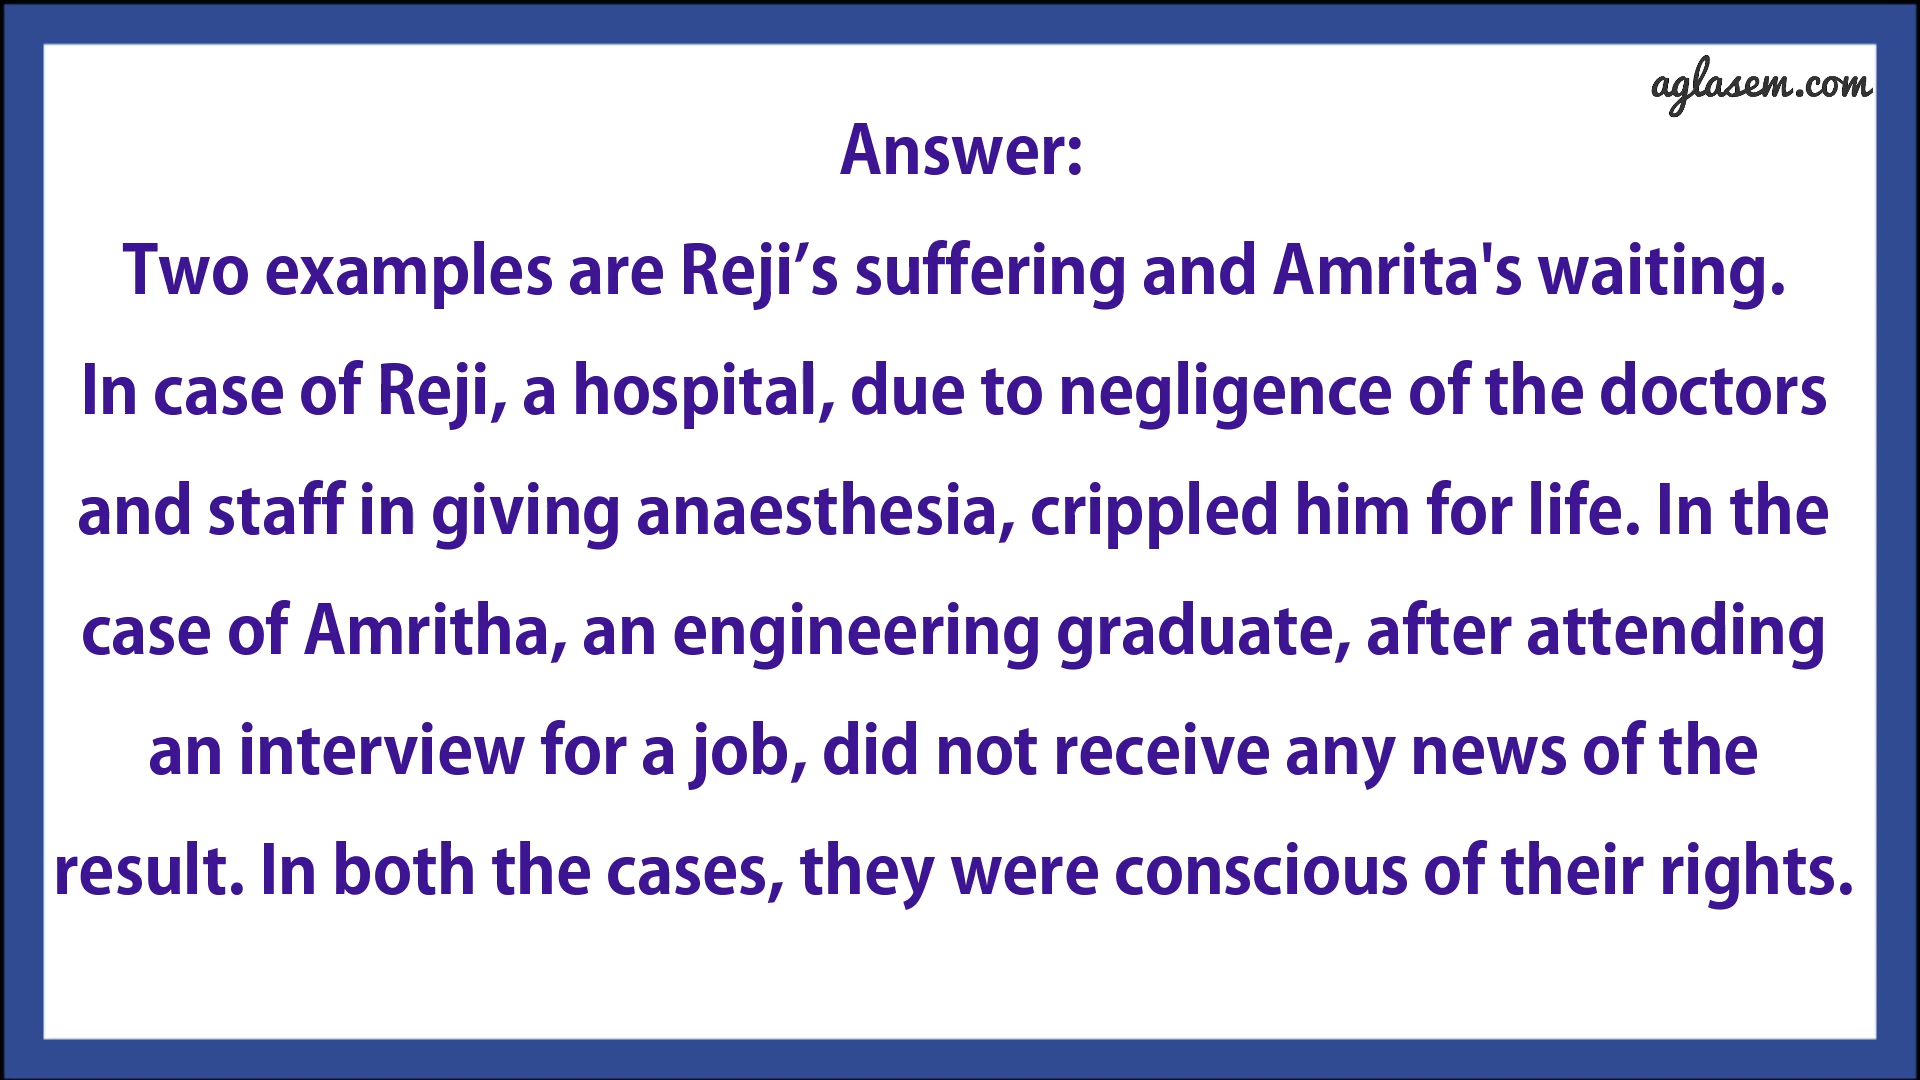 aglasem.com
Answer:
Two examples are Reji’s suffering and Amrita's waiting.
In case of Reji, a hospital, due to negligence of the doctors
and staff in giving anaesthesia, crippled him for life. In the
case of Amritha, an engineering graduate, after attending
an interview for a job, did not receive any news of the
result. In both the cases, they were conscious of their rights.